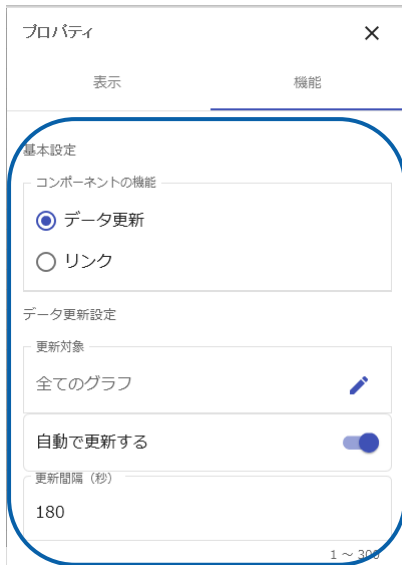 プロパティ
表示 機能
基本設定
コンポーネントの機能
データ更新
リンク
データ更新設定
更新対象
全てのグラフ
自動で更新する
更新間隔（秒）
180
1 ～ 300